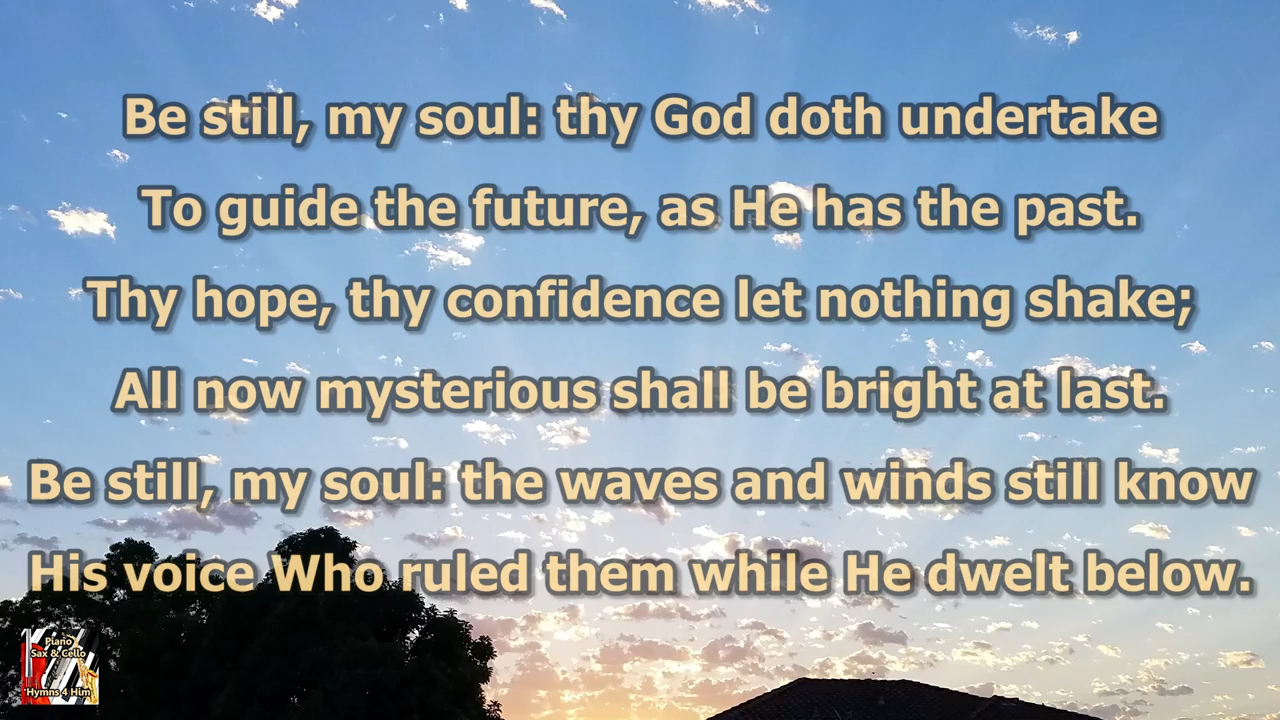 Be still, my soul: thy God doth undertake
To guide the future, as He has the past.
Thy hope, thy confidence let nothing shake;
All now mysterious shall be bright at last.
Be still, my soul: the waves and winds still know
His voice Who ruled them while He dwelt below.
Piano
Sax & Cello
Hymns 4 Him